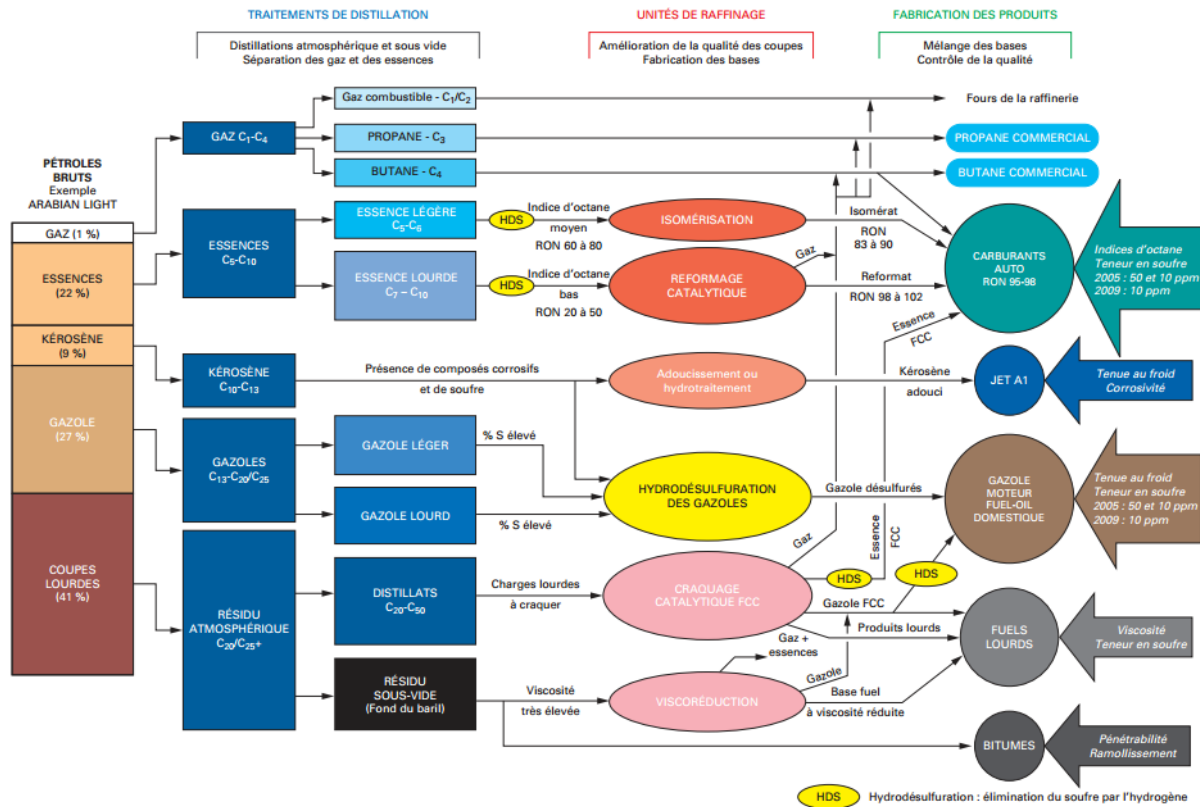 TRAITEMENTS DE DISTILLATION
UNITÉS DE RAFFINAGE
FABRICATION DES PRODUITS
Distillations atmosphérique et sous vide
Séparation des gaz et des essences
Amélioration de la qualité des coupes
Fabrication des bases
Mélange des bases
Contrôle de la qualité
PÉTROLES
BRUTS
Exemple
ARABIAN LIGHT
GAZ (1 %)
ESSENCES
(22 %)
KÉROSÈNE
(9 %)
GAZOLE
(27 %)
COUPES
LOURDES
(41 %)
GAZ C1-C4
ESSENCES
C5-C10
KÉROSÈNE
C10-C13
GAZOLES
C13-C20/C25
RÉSIDU
ATMOSPHÉRIQUE
C20/C25+
Gaz combustible - C1/C2
PROPANE - C3
BUTANE - C4
ESSENCE LÉGÈRE
C5-C6
ESSENCE LOURDE
C7 – C10
GAZOLE LÉGER
GAZOLE LOURD
DISTILLATS
C20-C50
RÉSIDU
SOUS-VIDE
(Fond du baril)
HDS
Indice d'octane
moyen
RON 60 à 80
HDS
Indice d'octane
bas
RON 20 à 50
Présence de composés corrosifs
et de soufre
% S élevé
% S élevé
Charges lourdes
à craquer
Viscosité
très élevée
ISOMÉRISATION
REFORMAGE
CATALYTIQUE
Adoucissement ou
hydrotraitement
HYDRODÉSULFURATION
DES GAZOLES
CRAQUAGE
CATALYTIQUE FCC
VISCORÉDUCTION
Gaz
Isomérat
RON
83 à 90
Reformat
RON 98 à 102
Essence
FCC
Kérosène
adouci
Gazole désulfurés
Gaz
Essence
FCC
HDS
HDS
Gazole FCC
Produits lourds
Gaz +
essences
Gazole
Base fuel
à viscosité réduite
Fours de la raffinerie
PROPANE COMMERCIAL
BUTANE COMMERCIAL
CARBURANTS
AUTO
RON 95-98
JET A1
GAZOLE
MOTEUR
FUEL-OIL
DOMESTIQUE
FUELS
LOURDS
BITUMES
Indices d'octane
Teneur en soufre
2005 : 50 et 10 ppm
2009 : 10 ppm
Tenue au froid
Corrosivité
Tenue au froid
Teneur en soufre
2005 : 50 et 10 ppm
2009 : 10 ppm
Viscosité
Teneur en soufre
Pénétrabilité
Ramollissement
HDS Hydrodésulfuration : élimination du soufre par l'hydrogène